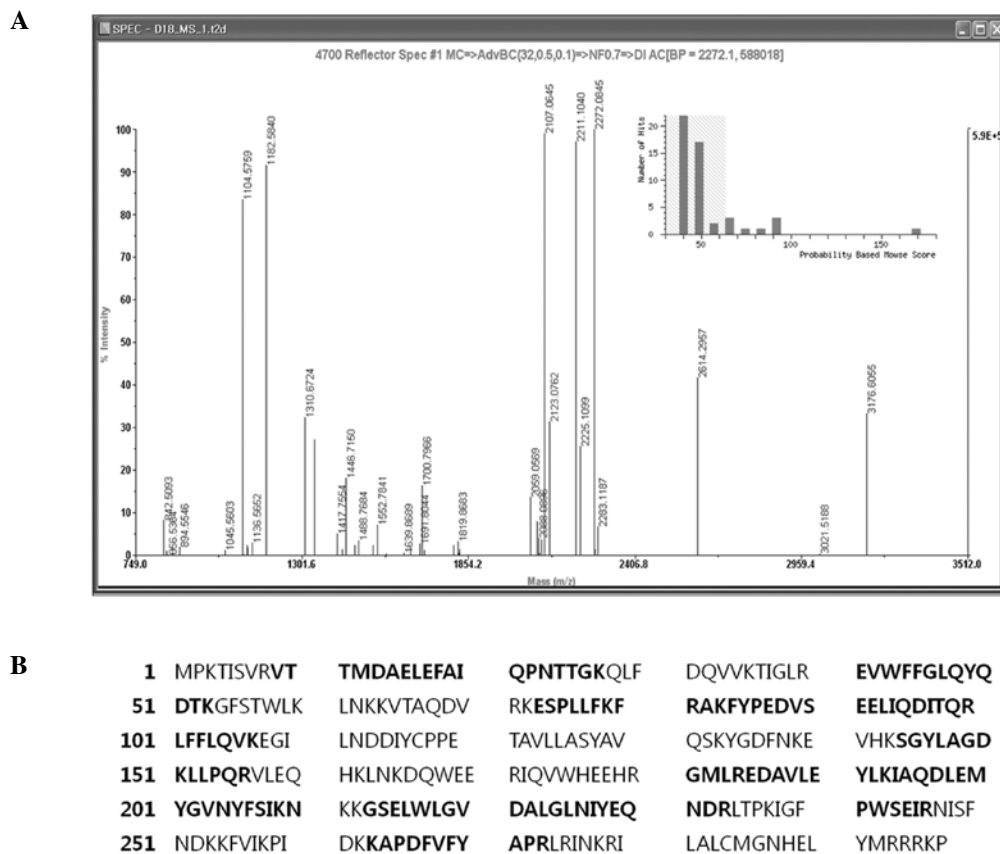 A
SPEC - D18_MS_1.t2d
4700 Reflector Spec #1 MC=>AdvBC(32,0.5,0.1)=>NF0.7=>DI AC[BP = 2272.1, 588018]
% Intensity
100
90
80
70
60
50
40
30
20
10
0
842.5093
856.5364
894.5546
1045.5603
1104.5759
1136.5652
1182.5840
1310.6724
1417.7554
1446.7150
1488.7684
1552.7841
1639.8689
1691.8044
1700.7966
1819.8683
2059.0569
2107.0645
2123.0762
2211.1040
2225.1099
2272.0845
2283.1187
2614.2957
3021.5188
3176.6055
5.9E+5
749.0 1301.6 1854.2 2406.8 2959.4 3512.0
Mass (m/z)
Number of Hits
20
15
10
5
0
50 100 150
Probability Based Mowse Score
B
1 MPKTISVRVT TMDAELEFAI QPNTTGKQLF DQVVKTIGLR EVWFFGLQYQ
51 DTKGFSTWLK LNKKVTAQDV RKESPLLFKF RAKFYPEDVS EELIQDITQR
101 LFFLQVKEGI LNDDIYCPPE TAVLLASYAV QSKYGDFNKE VHKSGYLAGD
151 KLLPQRVLEQ HKLNKDQWEE RIQVWHEEHR GMLREDAVLE YLKIAQDLEM
201 YGVNYFSIKN KKGSELWLGV DALGLNIYEQ NDRLTPKIGF PWSEIRNISF
251 NDKKFVIKPI DKKAPDFVFY APRLRINKRI LALCMGNHEL YMRRRKP